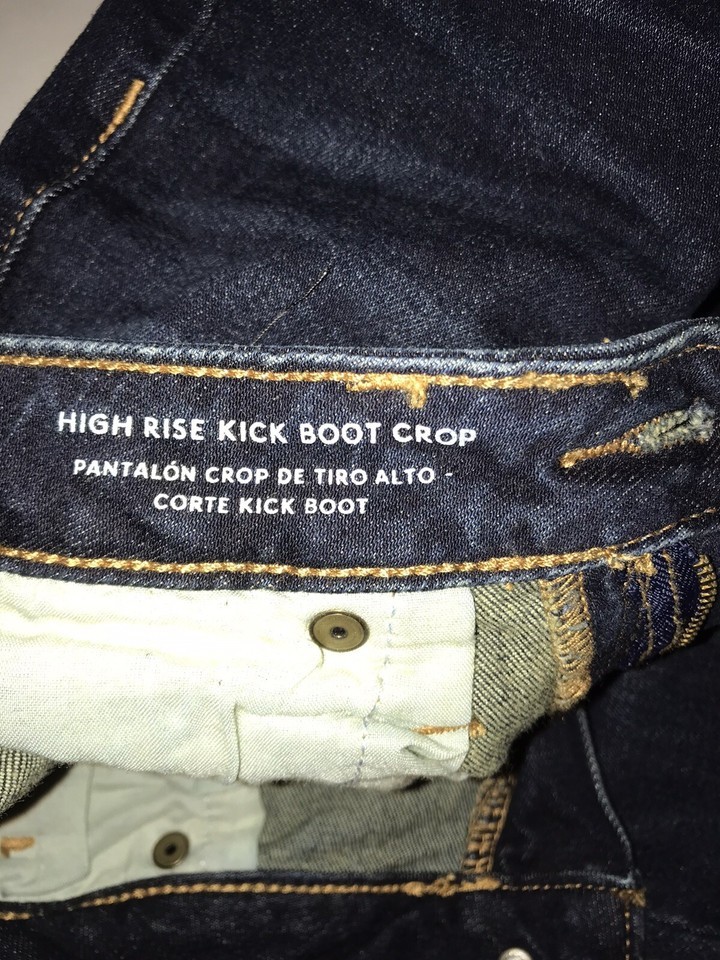 HIGH RISE KICK BOOT CROP
PANTALÓN CROP DE TIRO ALTO -
CORTE KICK BOOT